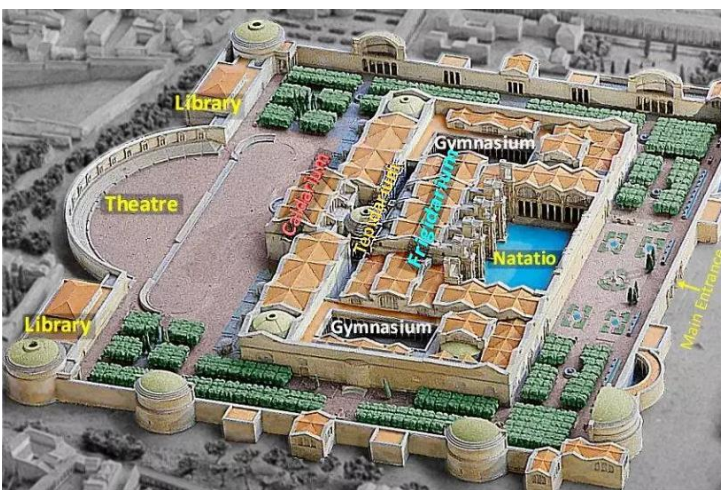 Library
Gymnasium
Caldarium
Tepidarium
Frigidarium
Theatre
Natatio
Main Entrance
Library
Gymnasium